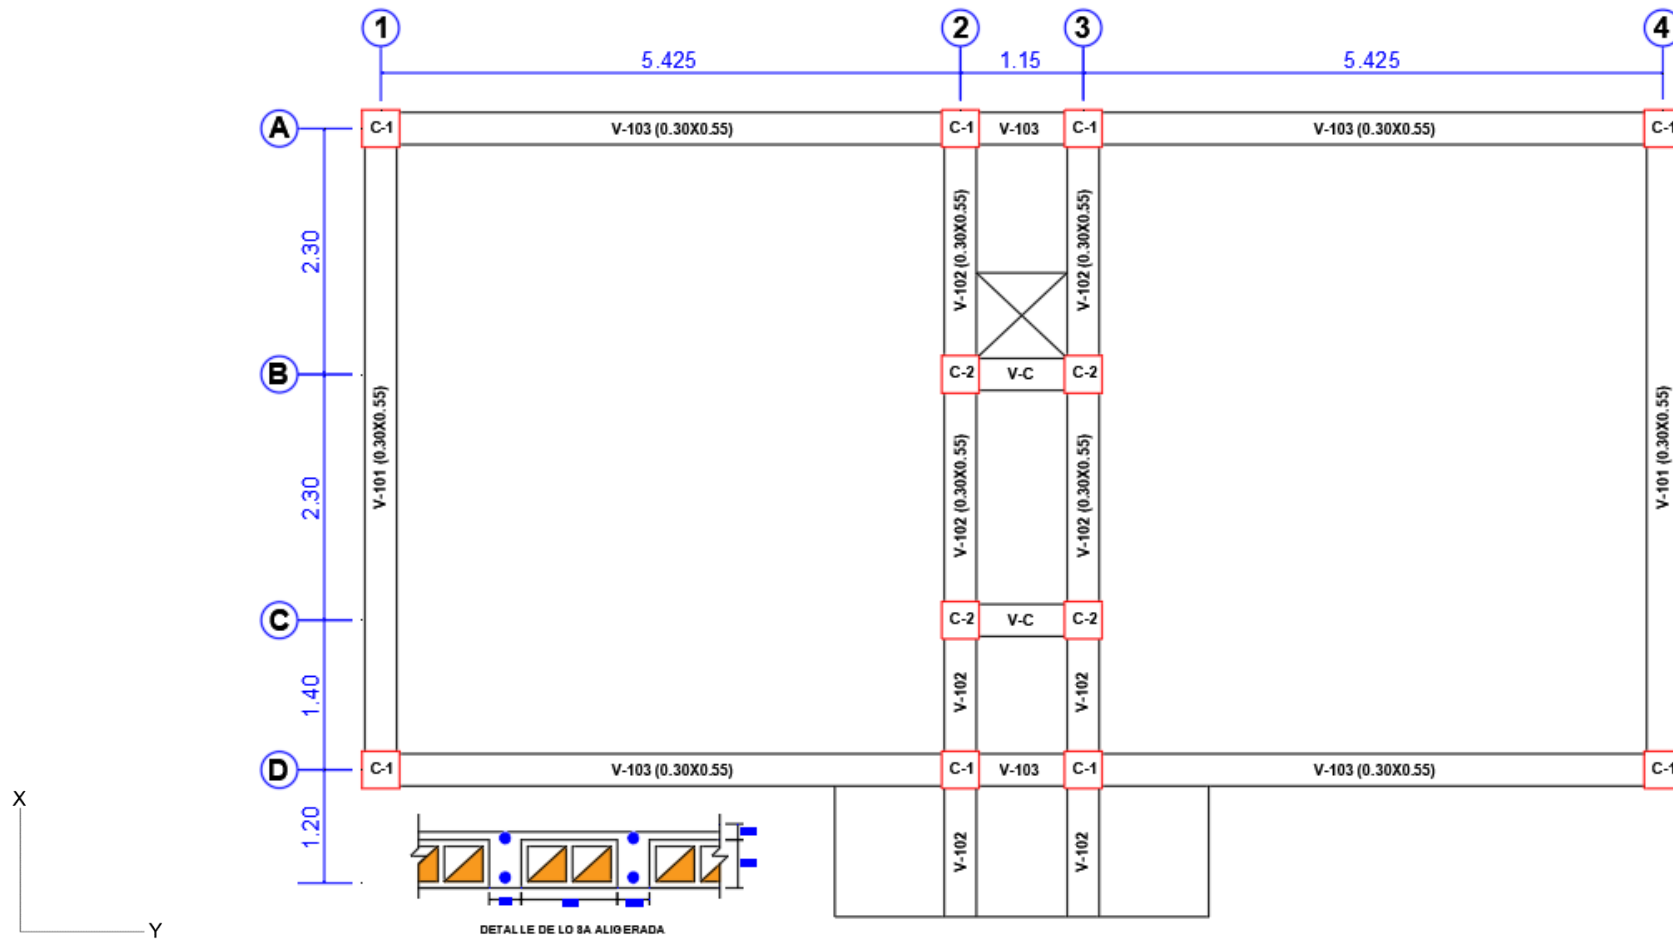 1
2
3
4
5.425
1.15
5.425
A
C-1
V-103 (0.30X0.55)
C-1
V-103
C-1
V-103 (0.30X0.55)
C-1
2.30
V-102 (0.30X0.55)
V-102 (0.30X0.55)
B
C-2
V-C
C-2
V-101 (0.30X0.55)
2.30
V-102 (0.30X0.55)
V-102 (0.30X0.55)
V-101 (0.30X0.55)
C
C-2
V-C
C-2
1.40
V-102
V-102
D
C-1
V-103 (0.30X0.55)
C-1
V-103
C-1
V-103 (0.30X0.55)
C-1
1.20
V-102
V-102
X
Y
DETALLE DE LO SA ALIGERADA